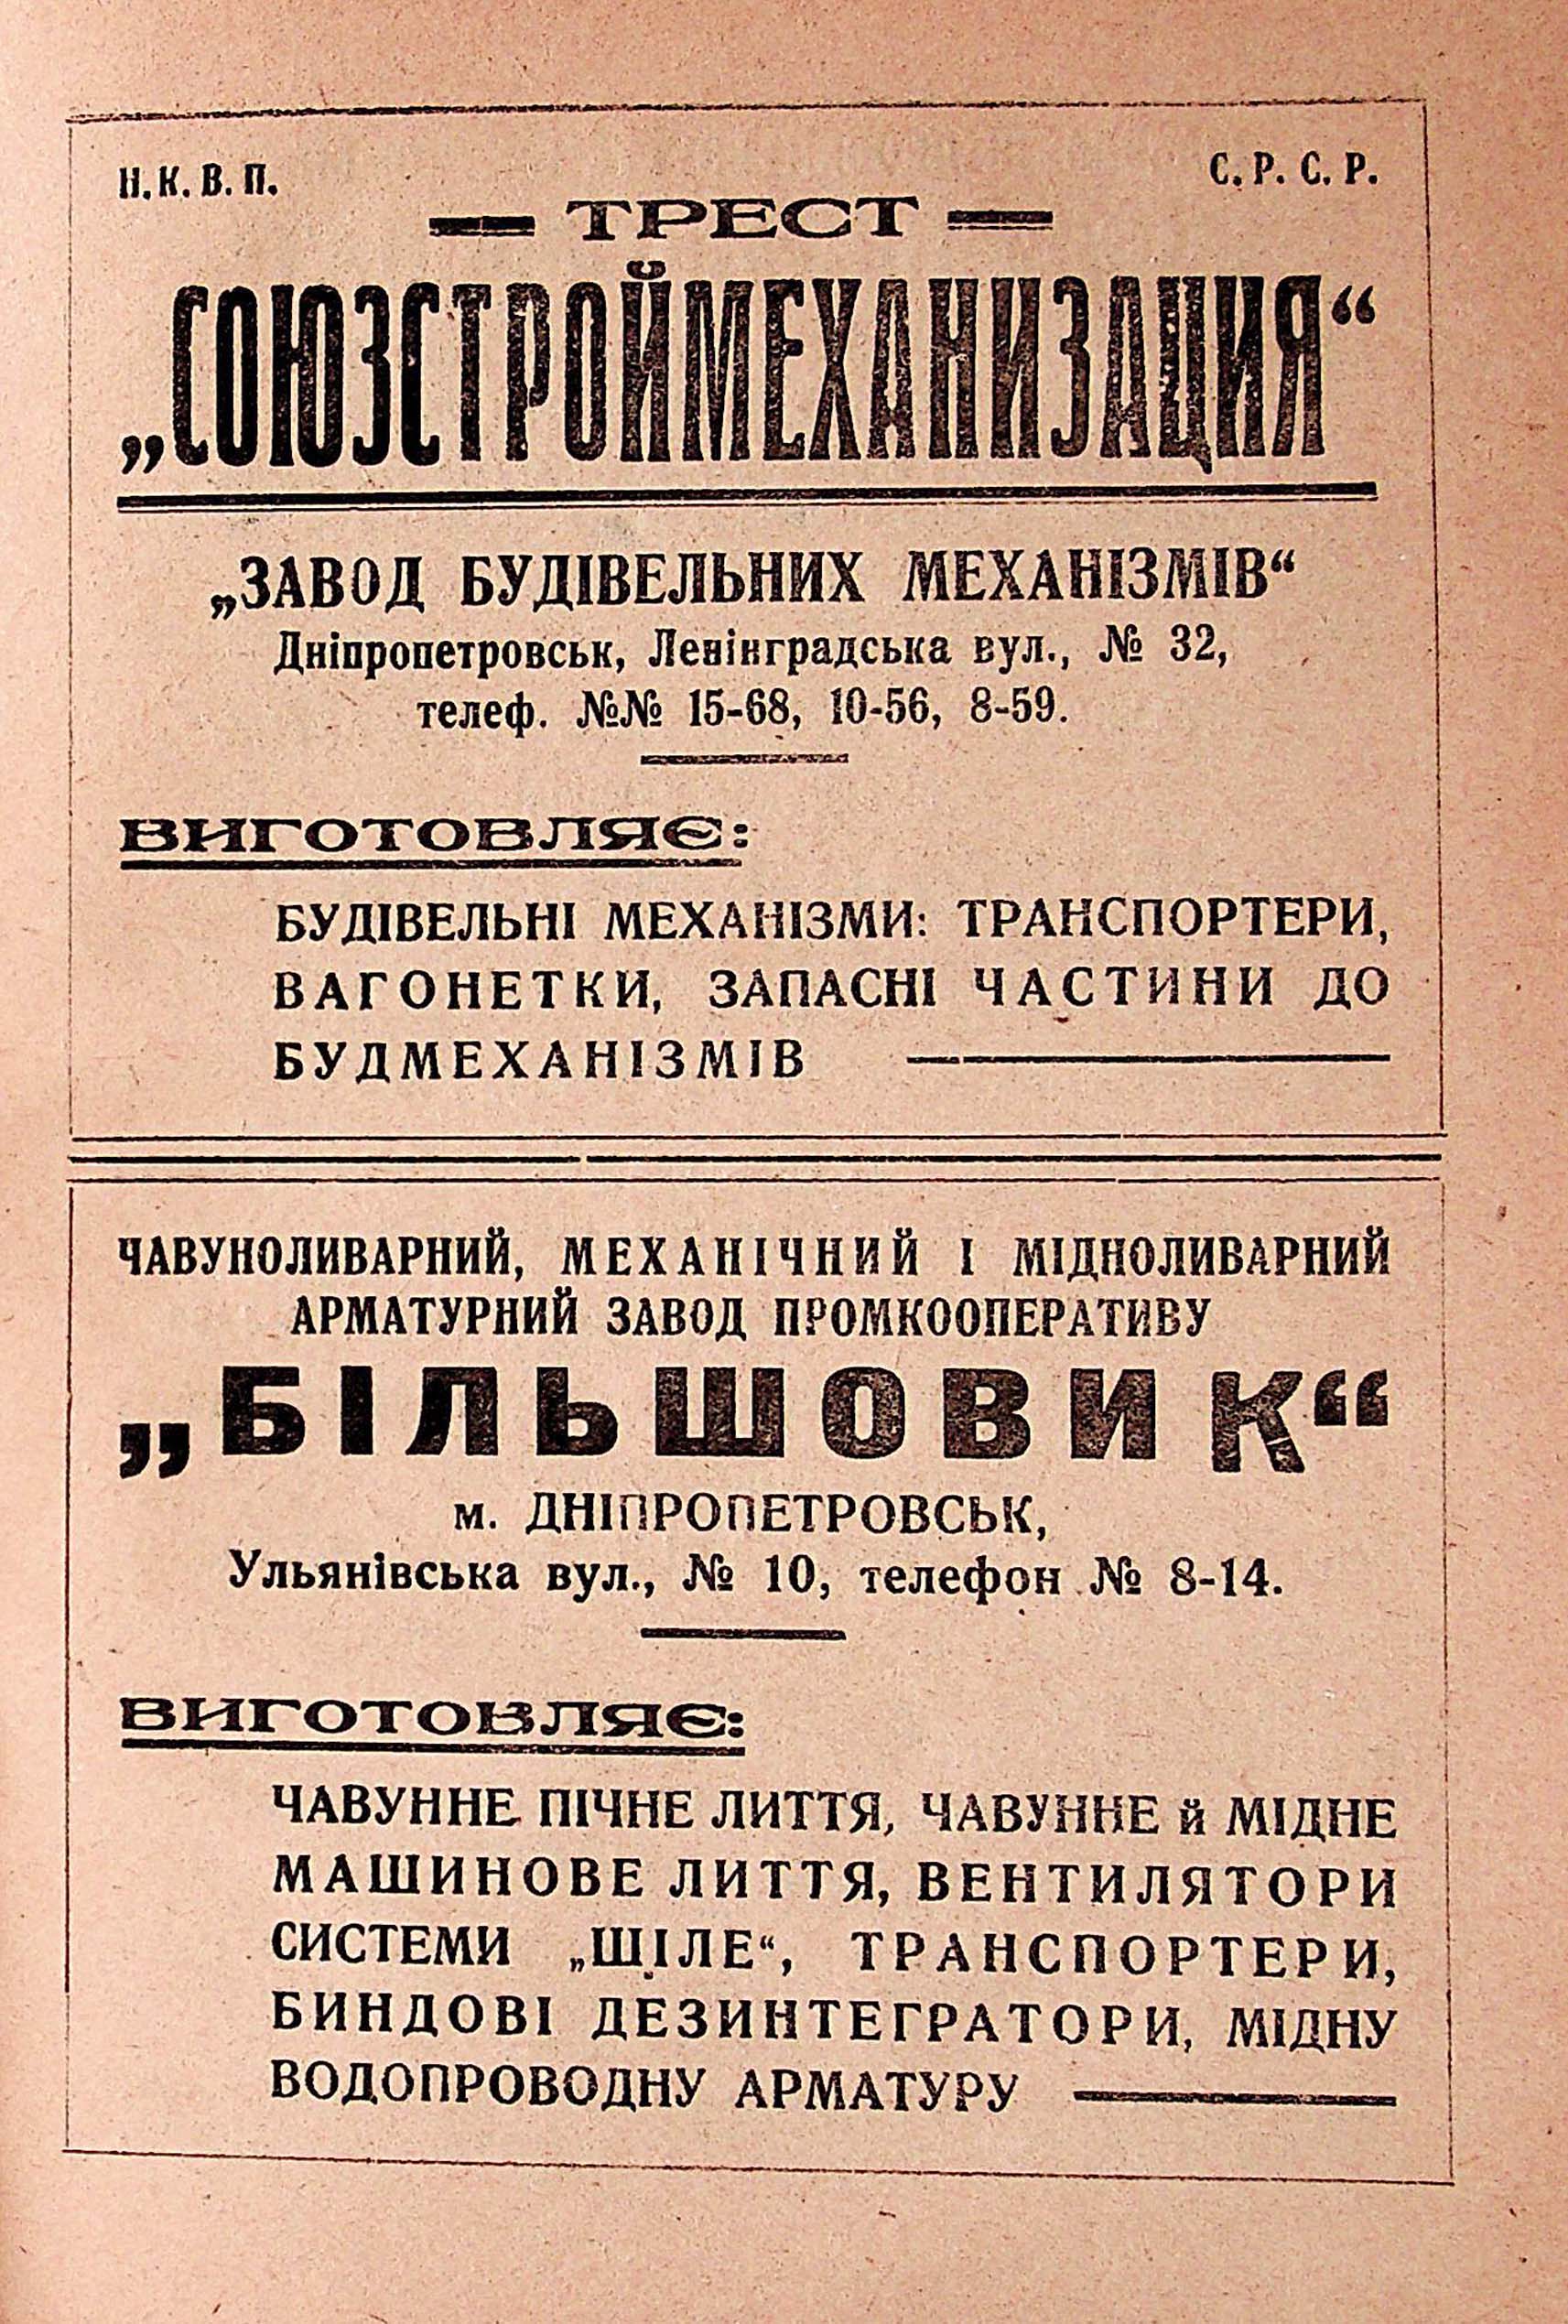 Н. К. В. П.
С. Р. С. Р.
ТРЕСТ
„СОЮЗСТРОЙМЕХАНИЗАЦИЯ“
„ЗАВОД БУДІВЕЛЬНИХ МЕХАНІЗМІВ“
Дніпропетровськ, Левінградська вул., № 32,
телеф. №№ 15-68, 10-56, 8-59.
ВИГОТОВЛЯЄ:
БУДІВЕЛЬНІ МЕХАНІЗМИ: ТРАНСПОРТЕРИ,
ВАГОНЕТКИ, ЗАПАСНІ ЧАСТИНИ ДО
БУДМЕХАНІЗМІВ
ЧАВУНОЛИВАРНИЙ, МЕХАНІЧНИЙ І МІДНОЛИВАРНИЙ
АРМАТУРНИЙ ЗАВОД ПРОМКООПЕРАТИВУ
„БІЛЬШОВИК“
м. ДНІПРОПЕТРОВСЬК,
Ульянівська вул., № 10, телефон № 8-14.
ВИГОТОВЛЯЄ:
ЧАВУННЕ ПІЧНЕ ЛИТТЯ, ЧАВУННЕ й МІДНЕ
МАШИНОВЕ ЛИТТЯ, ВЕНТИЛЯТОРИ
СИСТЕМИ „ШІЛЕ“, ТРАНСПОРТЕРИ,
БИНДОВІ ДЕЗИНТЕГРАТОРИ, МІДНУ
ВОДОПРОВОДНУ АРМАТУРУ